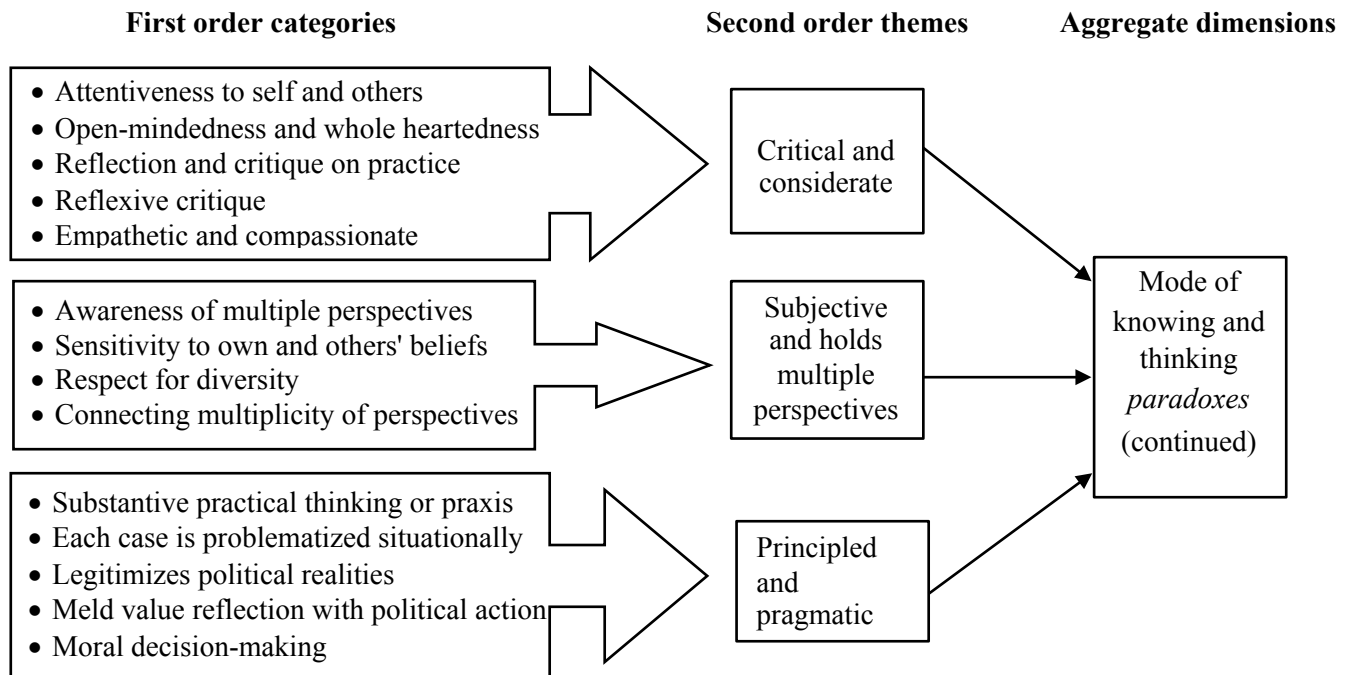 First order categories
Second order themes
Aggregate dimensions
• Attentiveness to self and others
• Open-mindedness and whole heartedness
• Reflection and critique on practice
• Reflexive critique
• Empathetic and compassionate
Critical and
considerate
• Awareness of multiple perspectives
• Sensitivity to own and others' beliefs
• Respect for diversity
• Connecting multiplicity of perspectives
Subjective
and holds
multiple
perspectives
• Substantive practical thinking or praxis
• Each case is problematized situationally
• Legitimizes political realities
• Meld value reflection with political action
• Moral decision-making
Principled
and
pragmatic
Mode of
knowing and
thinking
paradoxes
(continued)